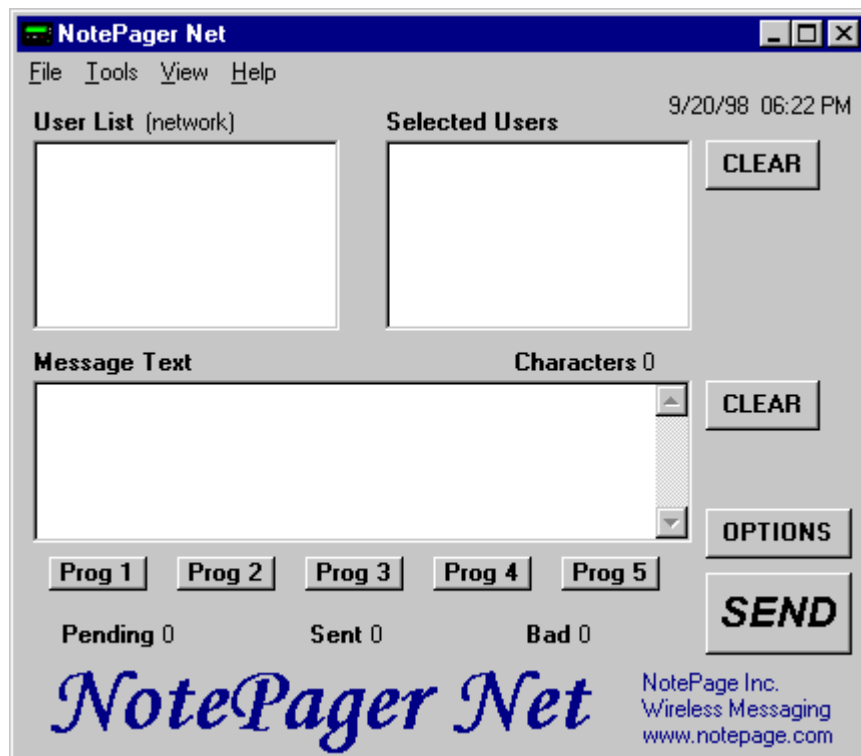 NotePager Net
File Tools View Help
9/20/98 06:22 PM
User List (network) Selected Users
CLEAR
Message Text Characters 0
CLEAR
OPTIONS
Prog 1 Prog 2 Prog 3 Prog 4 Prog 5
SEND
Pending 0 Sent 0 Bad 0
NotePager Net
NotePage Inc.
Wireless Messaging
www.notepage.com